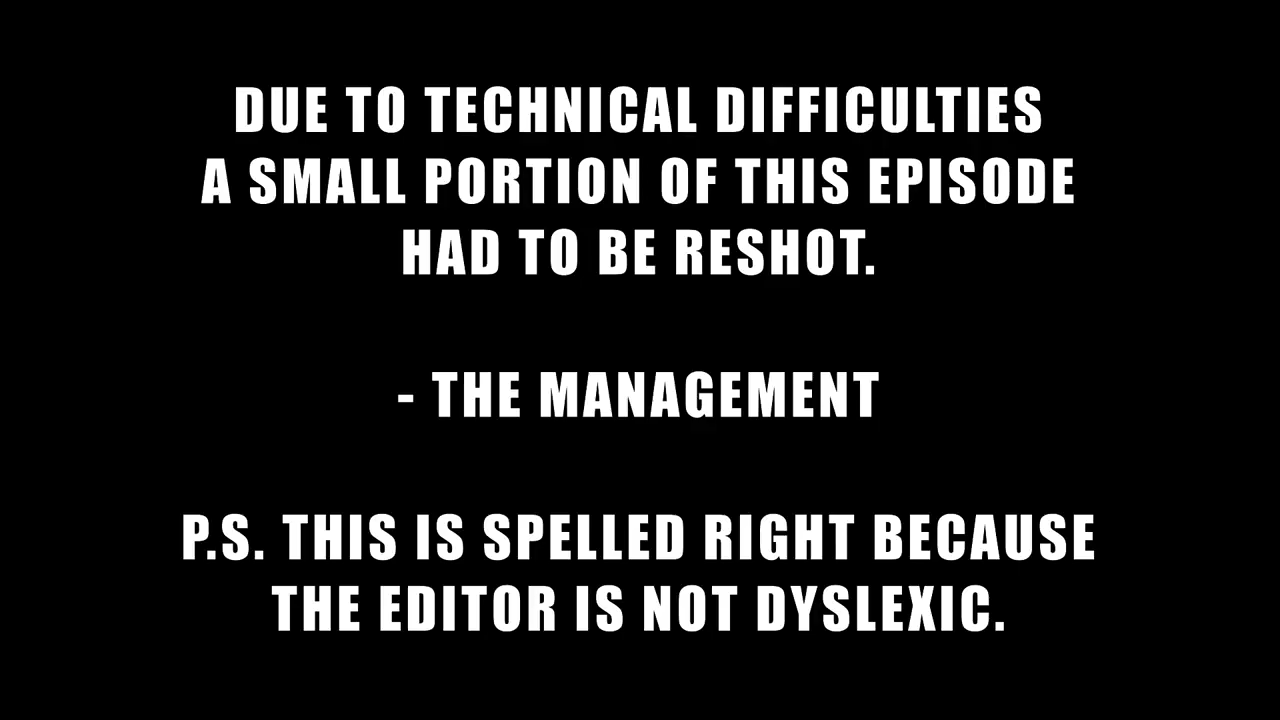 DUE TO TECHNICAL DIFFICULTIES
A SMALL PORTION OF THIS EPISODE
HAD TO BE RESHOT.
- THE MANAGEMENT
P.S. THIS IS SPELLED RIGHT BECAUSE
THE EDITOR IS NOT DYSLEXIC.